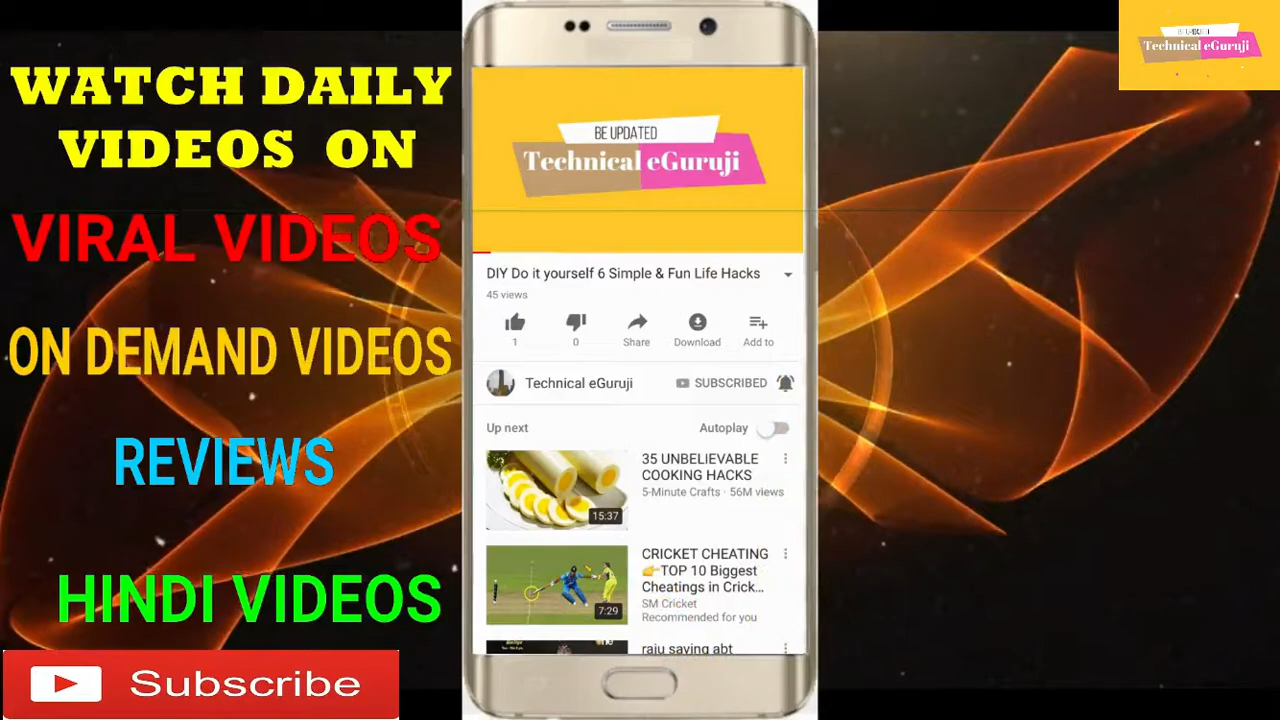 WATCH DAILY
VIDEOS ON
VIRAL VIDEOS
ON DEMAND VIDEOS
REVIEWS
HINDI VIDEOS
Subscribe
BE UPDATED
Technical eGuruji
DIY Do it yourself 6 Simple & Fun Life Hacks
45 views
1
0
Share
Download
Add to
Technical eGuruji
SUBSCRIBED
Up next
Autoplay
35 UNBELIEVABLE
COOKING HACKS
5-Minute Crafts · 56M views
15:37
CRICKET CHEATING
👉TOP 10 Biggest
Cheatings in Crick...
SM Cricket
Recommended for you
7:29
raju saying abt
BE UPDATED
Technical eGuruji